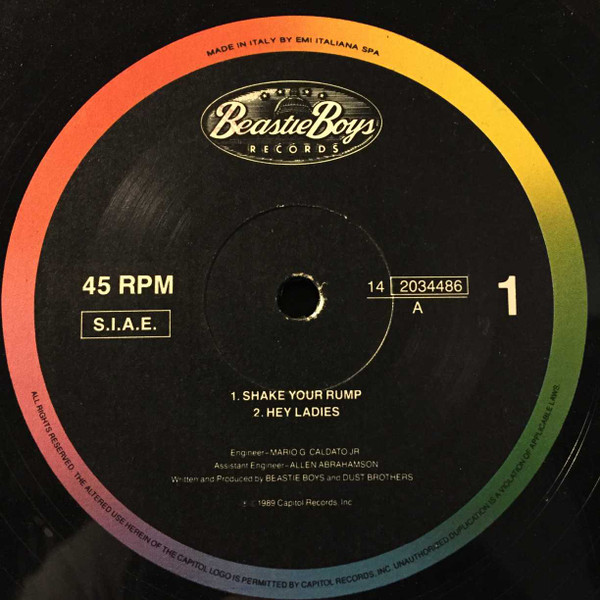 MADE IN ITALY BY EMI ITALIANA SPA
Beastie Boys
RECORDS
45 RPM
S.I.A.E.
14 2034486
A
1
1. SHAKE YOUR RUMP
2. HEY LADIES
Engineer-MARIO G. CALDATO JR
Assistant Engineer-ALLEN ABRAHAMSON
Written and Produced by BEASTIE BOYS and DUST BROTHERS
℗ © 1989 Capitol Records, Inc
ALL RIGHTS RESERVED. THE ALTERED USE HEREIN OF THE CAPITOL LOGO IS PERMITTED BY CAPITOL RECORDS, INC. UNAUTHORIZED DUPLICATION IS A VIOLATION OF APPLICABLE LAWS.